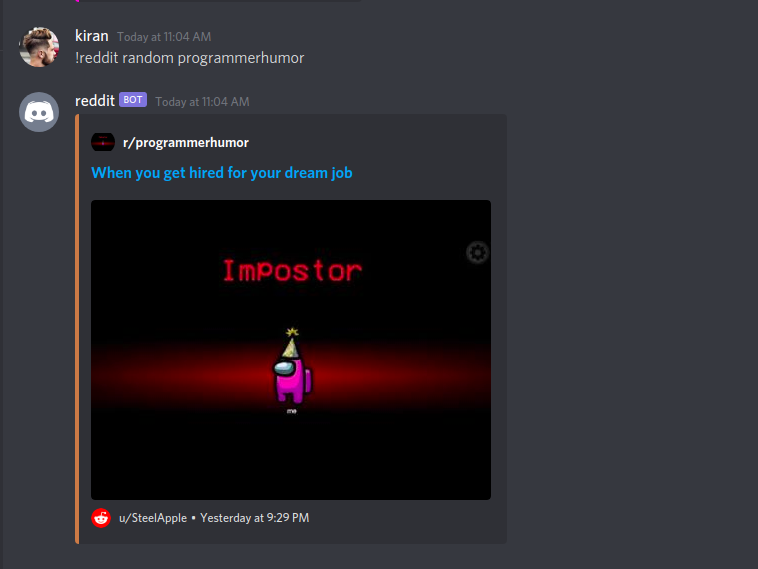 kiran Today at 11:04 AM
!reddit random programmerhumor
reddit BOT Today at 11:04 AM
r/programmerhumor
When you get hired for your dream job
Impostor
me
u/SteelApple • Yesterday at 9:29 PM